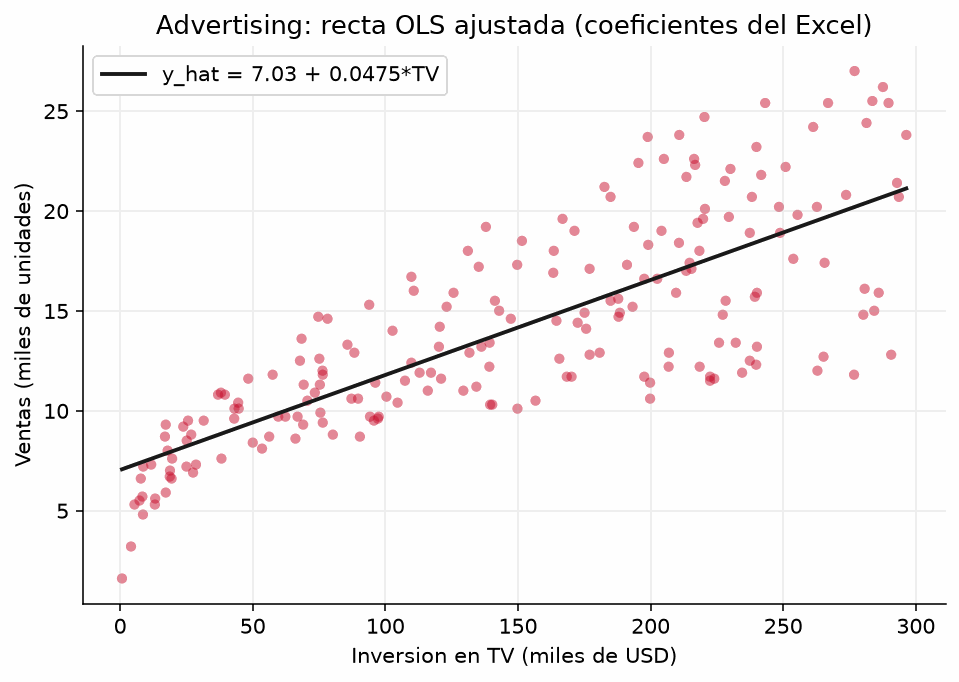 Advertising: recta OLS ajustada (coeficientes del Excel)
y_hat = 7.03 + 0.0475*TV
Ventas (miles de unidades)
25
20
15
10
5
0 50 100 150 200 250 300
Inversion en TV (miles de USD)